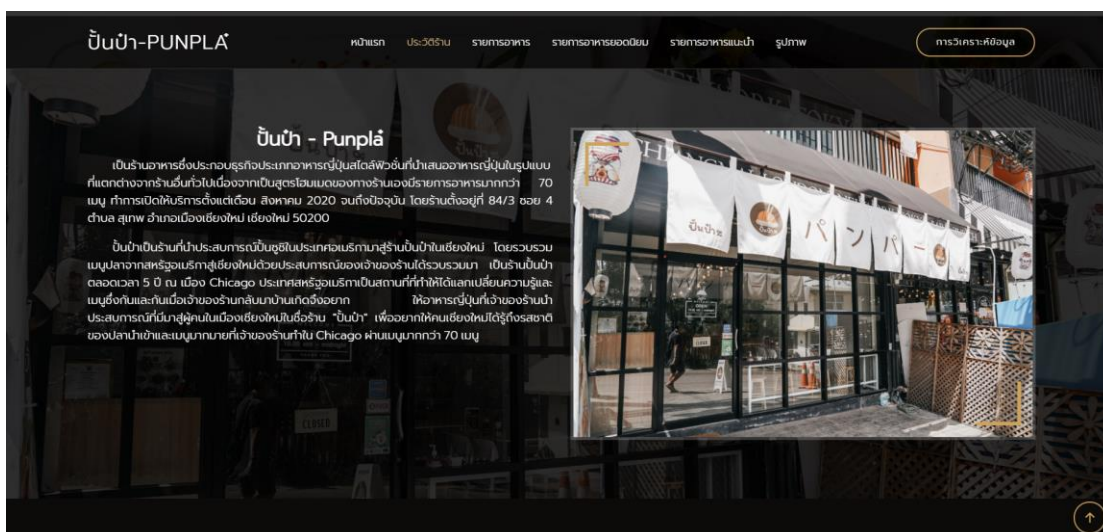 ปั้นป๋า-PUNPLA๋
หน้าแรก
ประวัติร้าน
รายการอาหาร
รายการอาหารยอดนิยม
รายการอาหารแนะนำ
รูปภาพ
การวิเคราะห์ข้อมูล
ปั้นป๋า - Punpla๋
เป็นร้านอาหารซึ่งประกอบธุรกิจประเภทอาหารญี่ปุ่นสไตล์ฟิวชั่นที่นำเสนออาหารญี่ปุ่นในรูปแบบ
ที่แตกต่างจากร้านอื่นทั่วไปเนื่องจากเป็นสูตรโฮมเมดของทางร้านเองมีรายการอาหารมากกว่า 70
เมนู ทำการเปิดให้บริการตั้งแต่เดือน สิงหาคม 2020 จนถึงปัจจุบัน โดยร้านตั้งอยู่ที่ 84/3 ซอย 4
ตำบล สุเทพ อำเภอเมืองเชียงใหม่ เชียงใหม่ 50200
ปั้นป๋าเป็นร้านที่นำประสบการณ์ปั้นซูชิในประเทศอเมริกามาสู่ร้านปั้นป๋าในเชียงใหม่ โดยรวบรวม
เมนูปลาจากสหรัฐอเมริกาสู่เชียงใหม่ด้วยประสบการณ์ของเจ้าของร้านได้รวบรวมมา เป็นร้านปั้นป๋า
ตลอดเวลา 5 ปี ณ เมือง Chicago ประเทศสหรัฐอเมริกาเป็นสถานที่ที่ทำให้ได้แลกเปลี่ยนความรู้และ
เมนูซึ่งกันและกันเมื่อเจ้าของร้านกลับมาบ้านเกิดจึงอยาก ให้อาหารญี่ปุ่นที่เจ้าของร้านนำ
ประสบการณ์ที่มีมาสู่ผู้คนในเมืองเชียงใหม่ในชื่อร้าน "ปั้นป๋า" เพื่ออยากให้คนเชียงใหม่ได้รู้ถึงรสชาติ
ของปลานำเข้าและเมนูมากมายที่เจ้าของร้านทำใน Chicago ผ่านเมนูมากกว่า 70 เมนู
ปั้นป๋า
パンパー
CLOSED